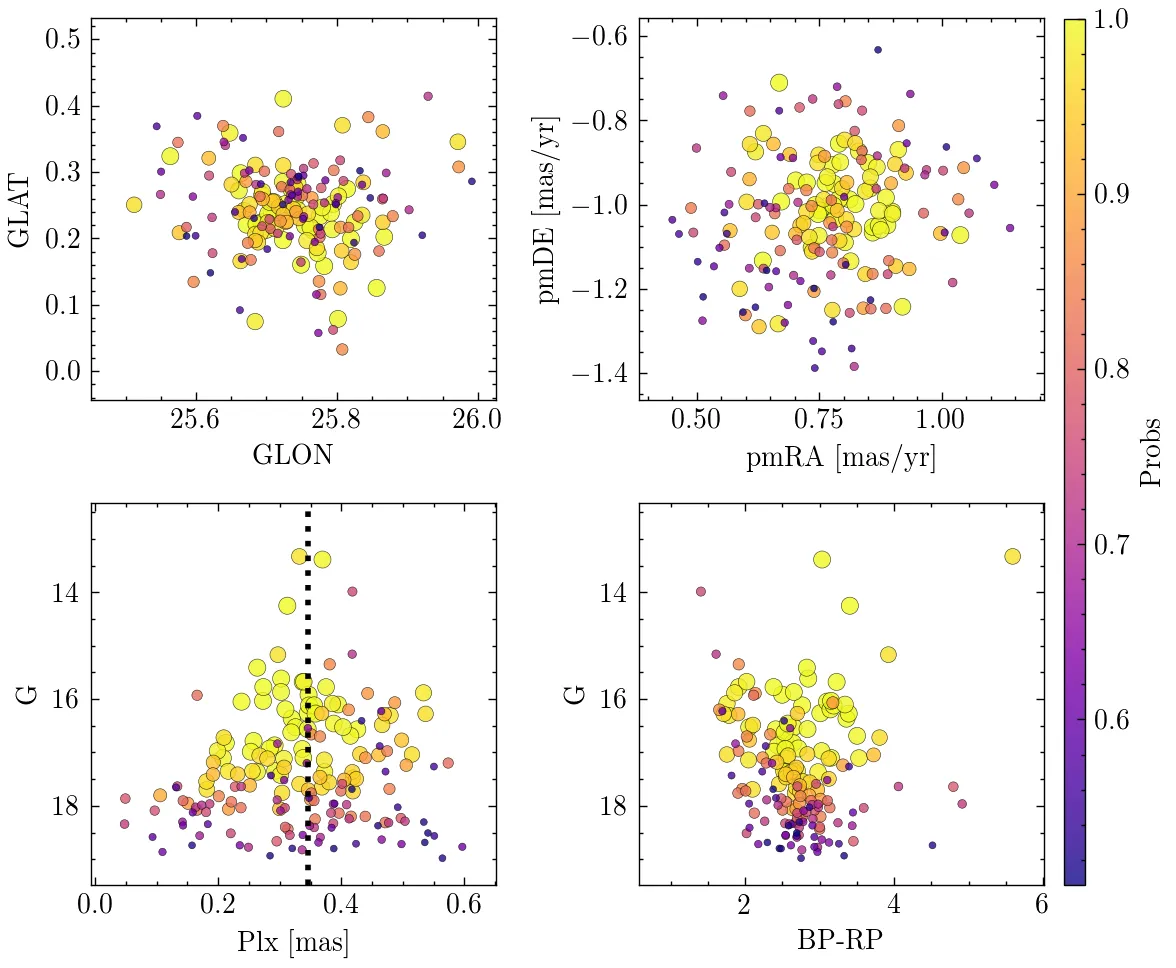 0.5
0.4
0.3
0.2
0.1
0.0
GLAT
25.6 25.8 26.0
GLON
−0.6
−0.8
−1.0
−1.2
−1.4
pmDE [mas/yr]
0.50 0.75 1.00
pmRA [mas/yr]
14
16
18
G
0.0 0.2 0.4 0.6
Plx [mas]
14
16
18
G
2 4 6
BP-RP
1.0
0.9
0.8
0.7
0.6
Probs